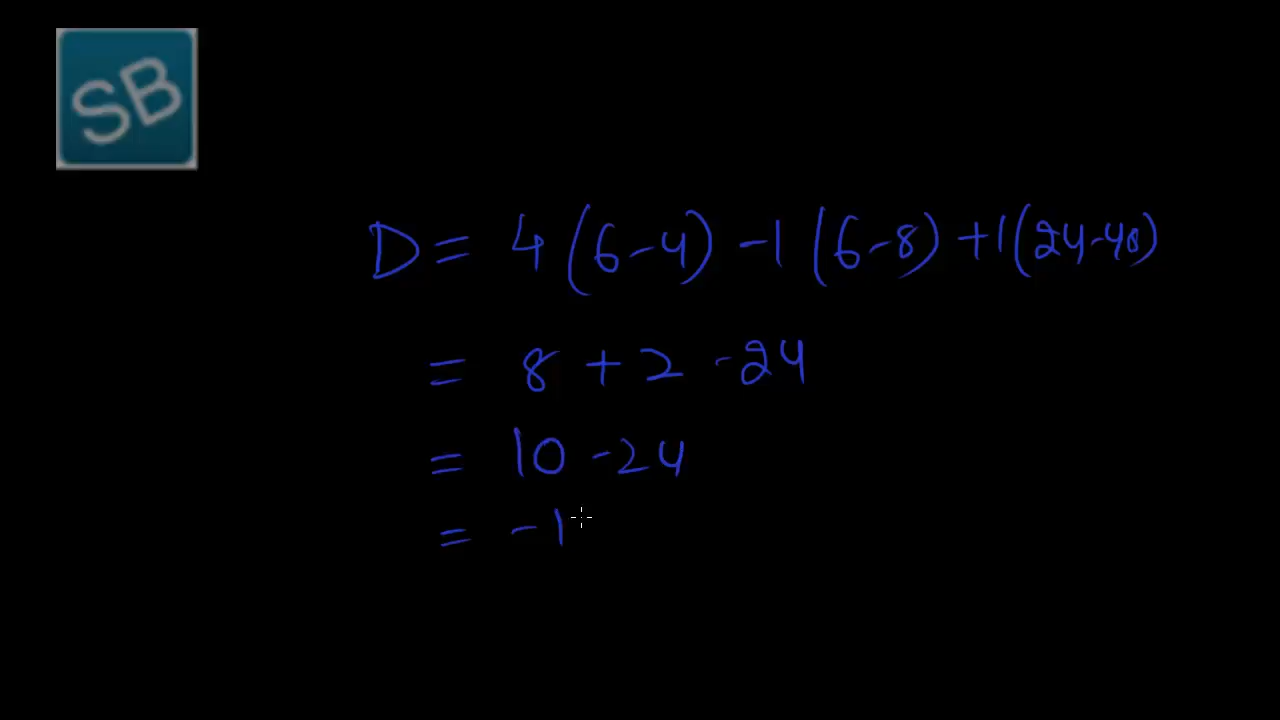 SB
D = 4 (6-4) -1 (6-8) +1 (24-48)
= 8 + 2 -24
= 10 -24
= -1